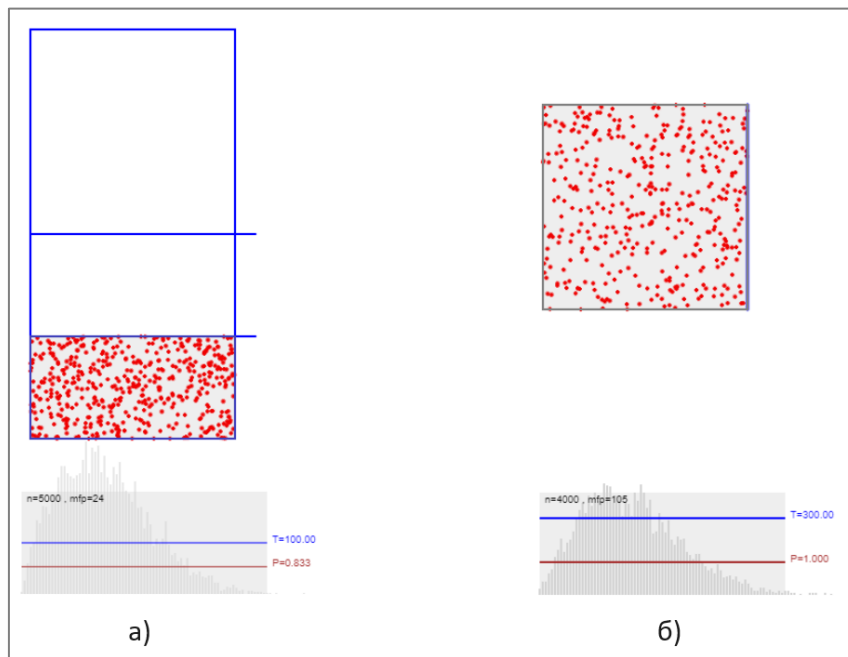 n=5000 , mfp=24
T=100.00
P=0.833
а)
n=4000 , mfp=105
T=300.00
P=1.000
б)